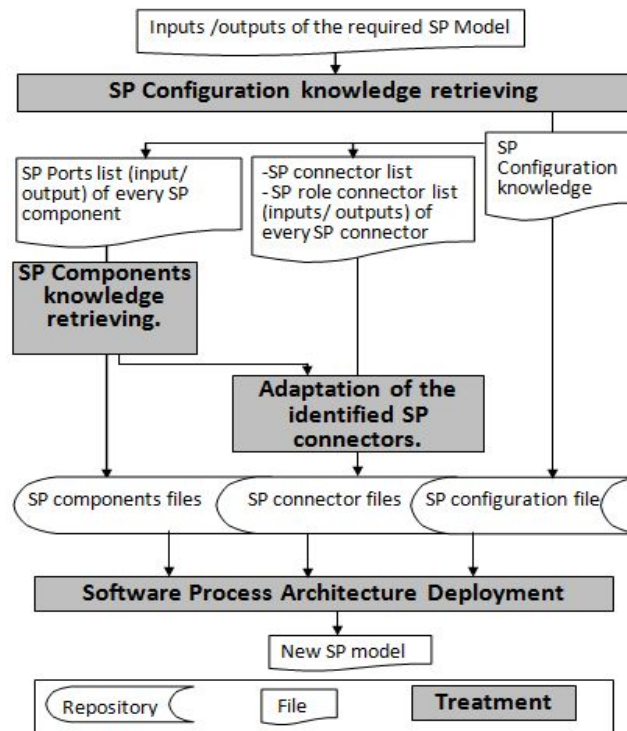 Inputs /outputs of the required SP Model
SP Configuration knowledge retrieving
SP Ports list (input/
output) of every SP
component
-SP connector list
- SP role connector list
(inputs/ outputs) of
every SP connector
SP
Configuration
knowledge
SP Components
knowledge
retrieving.
Adaptation of the
identified SP
connectors.
SP components files
SP connector files
SP configuration file
Software Process Architecture Deployment
New SP model
Repository
File
Treatment